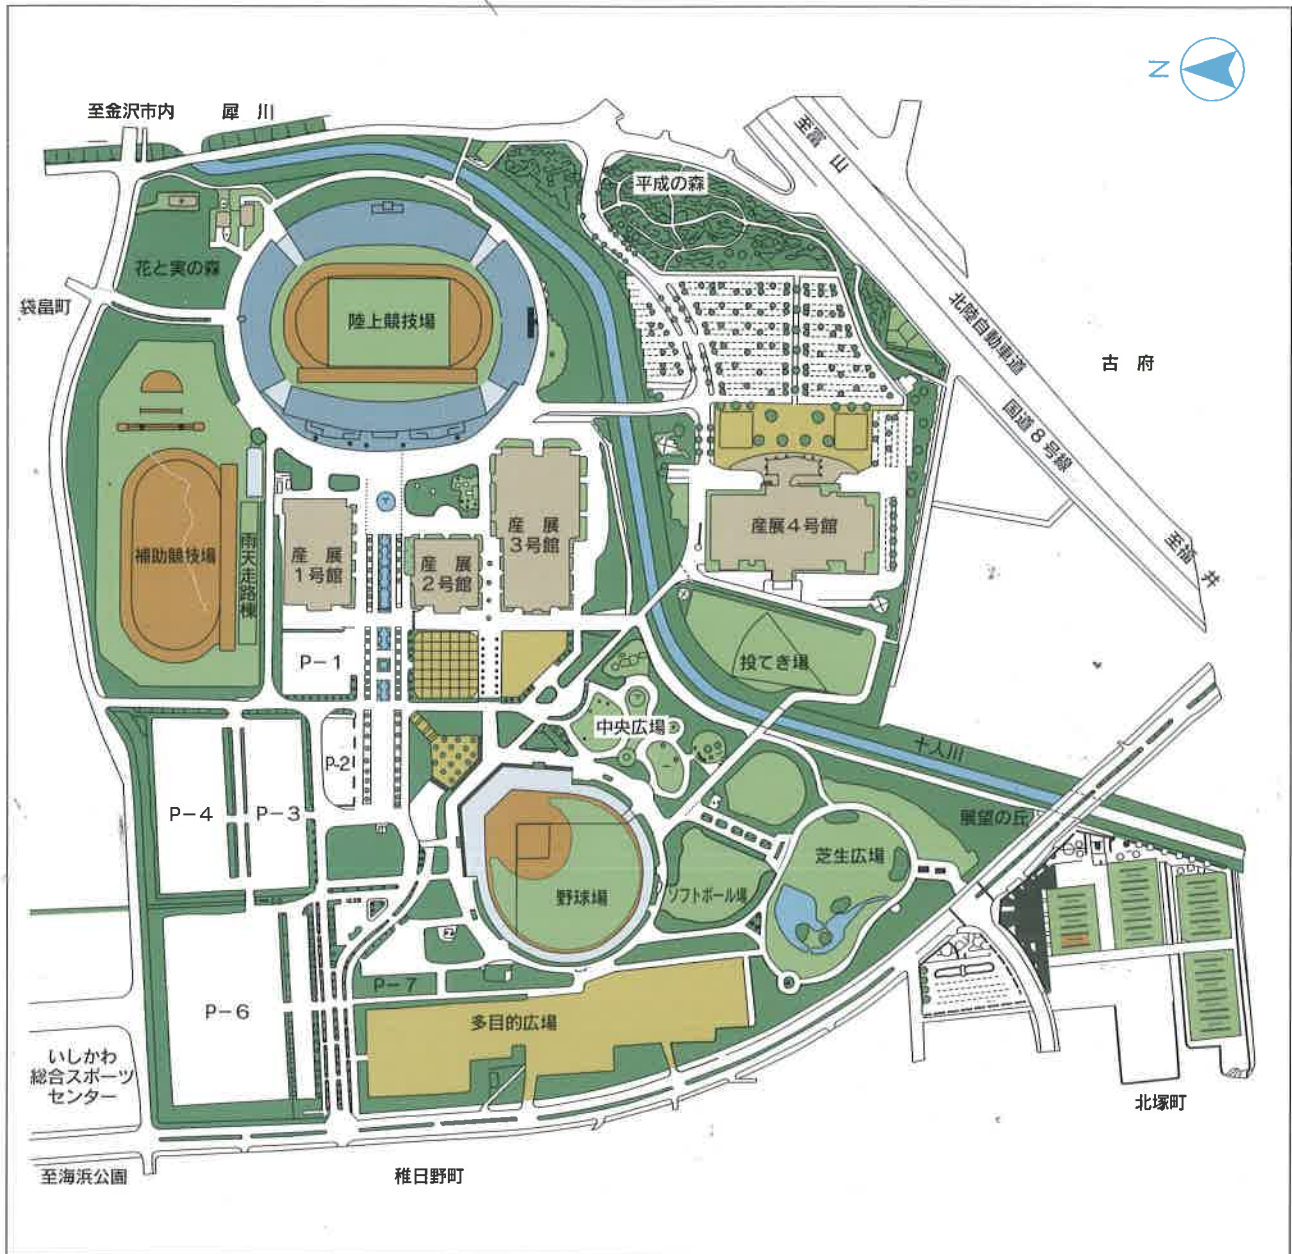 N
至金沢市内
犀川
至富山
平成の森
花と実の森
袋畠町
陸上競技場
北陸自動車道
古府
国道8号線
至福井
補助競技場
雨天走路棟
産展
1号館
産展
2号館
産展
3号館
産展4号館
P-1
投てき場
中央広場
十人川
P-2
P-4
P-3
展望の丘
芝生広場
野球場
ソフトボール場
P-7
P-6
多目的広場
いしかわ
総合スポーツ
センター
北塚町
至海浜公園
稚日野町